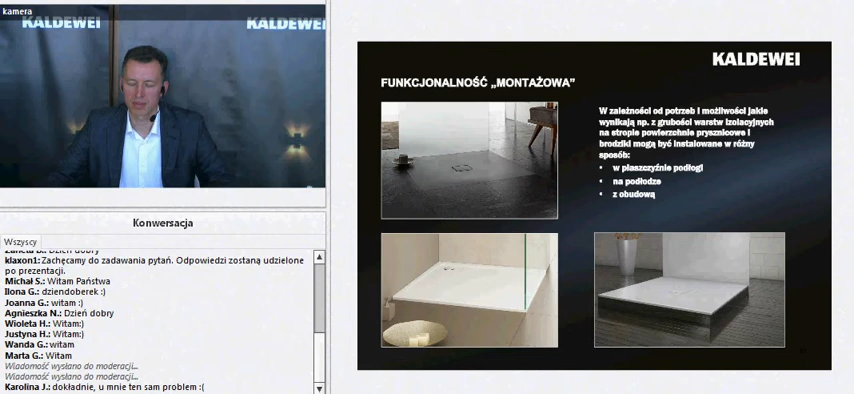 kamera
KALDEWEI
KALDEWEI
Konwersacja
Wszyscy
Żaneta B.: Dzień dobry
klaxon1: Zachęcamy do zadawania pytań. Odpowiedzi zostaną udzielone
po prezentacji.
Michał S.: Witam Państwa
Ilona G.: dziendoberek :)
Joanna G.: witam :)
Agnieszka N.: Dzień dobry
Wioleta H.: Witam:)
Justyna H.: Witam:)
Wanda G.: witam
Marta G.: Witam
Wiadomość wysłano do moderacji...
Wiadomość wysłano do moderacji...
Karolina J.: dokładnie, u mnie ten sam problem :(
KALDEWEI
FUNKCJONALNOŚĆ „MONTAŻOWA”
W zależności od potrzeb i możliwości jakie
wynikają np. z grubości warstw izolacyjnych
na stropie powierzchnie prysznicowe i
brodziki mogą być instalowane w różny
sposób:
• w płaszczyźnie podłogi
• na podłodze
• z obudową